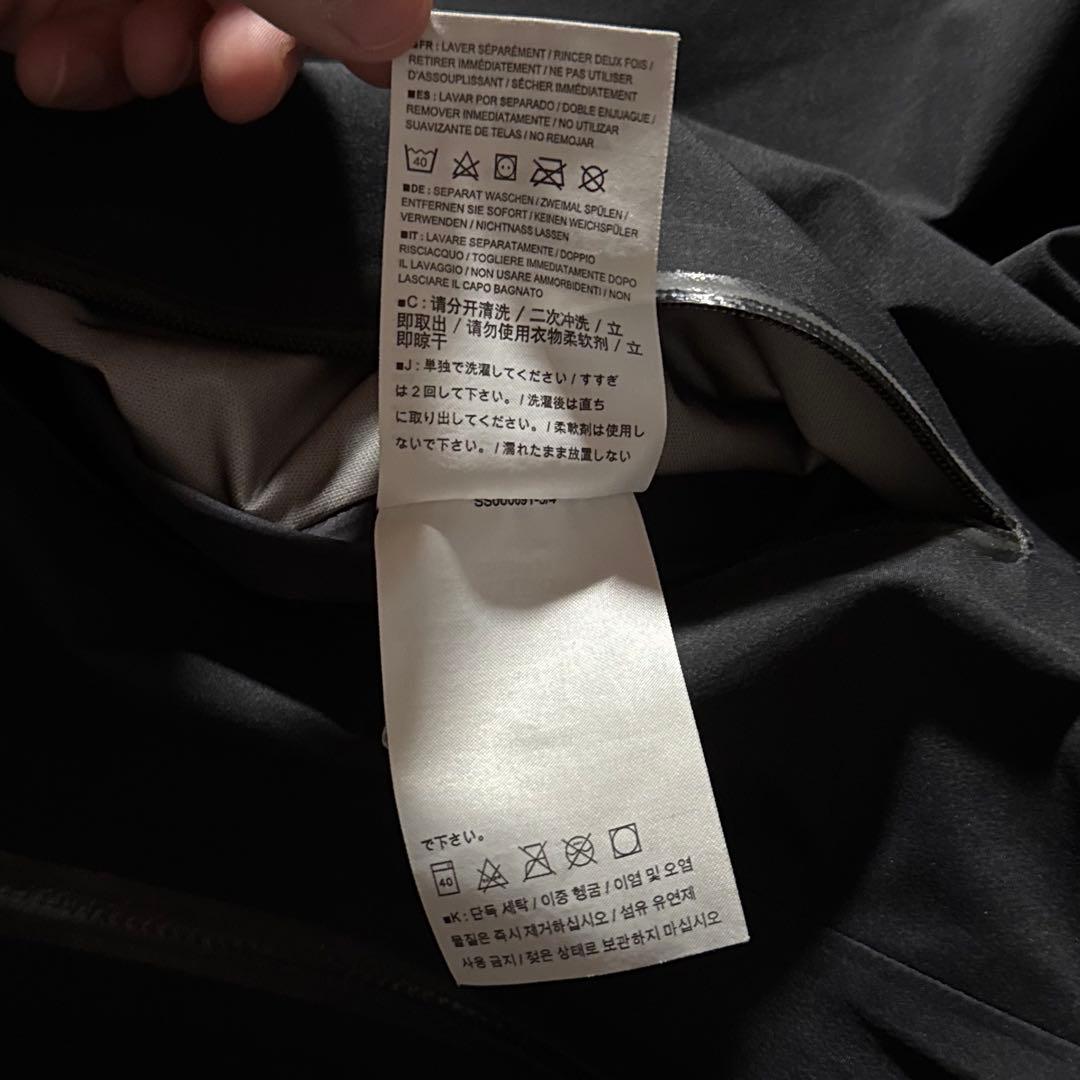 ■FR : LAVER SÉPARÉMENT / RINCER DEUX FOIS /
RETIRER IMMÉDIATEMENT / NE PAS UTILISER
D'ASSOUPLISSANT / SÉCHER IMMÉDIATEMENT
■ES : LAVAR POR SEPARADO / DOBLE ENJUAGUE /
REMOVER INMEDIATAMENTE / NO UTILIZAR
SUAVIZANTE DE TELAS / NO REMOJAR
40
■DE : SEPARAT WASCHEN / ZWEIMAL SPÜLEN /
ENTFERNEN SIE SOFORT / KEINEN WEICHSPÜLER
VERWENDEN / NICHTNASS LASSEN
■IT : LAVARE SEPARATAMENTE / DOPPIO
RISCIACQUO / TOGLIERE IMMEDIATAMENTE DOPO
IL LAVAGGIO / NON USARE AMMORBIDENTI / NON
LASCIARE IL CAPO BAGNATO
■C : 请分开清洗 / 二次冲洗 / 立
即取出 / 请勿使用衣物柔软剂 / 立
即晾干
■J : 単独で洗濯してください / すすぎ
は2回して下さい。/ 洗濯後は直ち
に取り出してください。/ 柔軟剤は使用し
ないで下さい。/ 濡れたまま放置しない
で下さい。
40
■K : 단독 세탁 / 이중 헹굼 / 이염 및 오염
물질은 즉시 제거하십시오 / 섬유 유연제
사용 금지 / 젖은 상태로 보관하지 마십시오